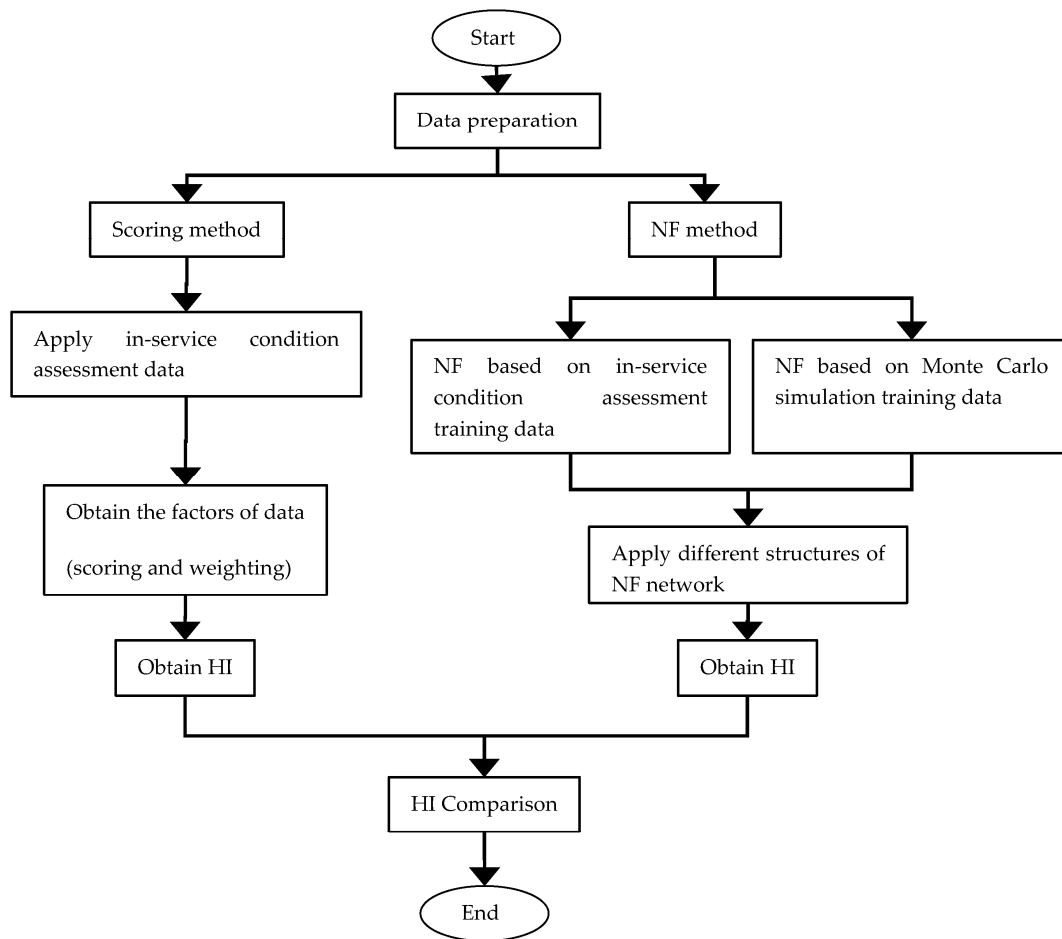 Start
Data preparation
Scoring method
NF method
Apply in-service condition
assessment data
NF based on in-service
condition assessment
training data
NF based on Monte Carlo
simulation training data
Obtain the factors of data
(scoring and weighting)
Apply different structures of
NF network
Obtain HI
Obtain HI
HI Comparison
End